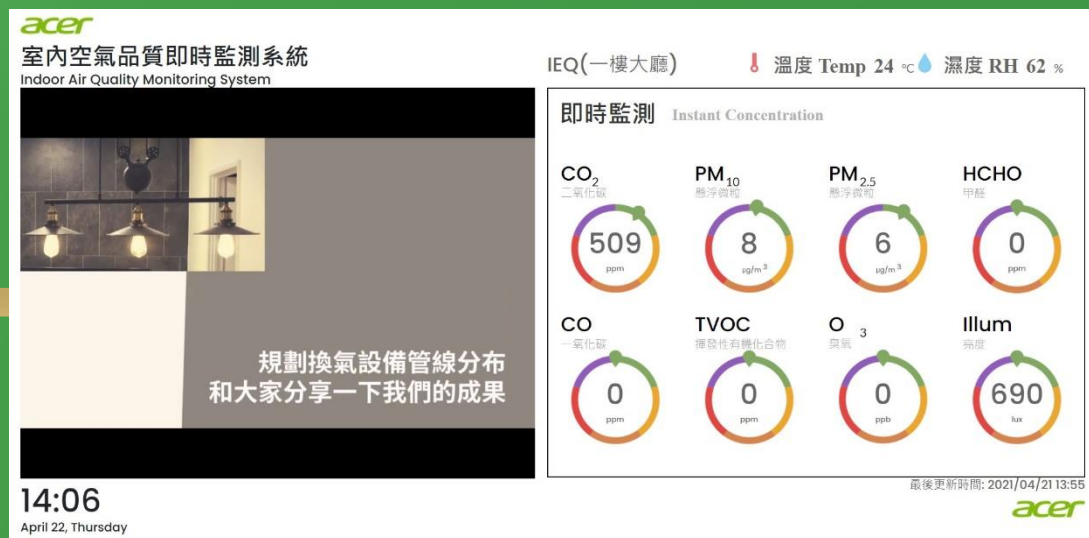 acer
室內空氣品質即時監測系統
Indoor Air Quality Monitoring System
IEQ(一樓大廳)
溫度 Temp 24 °C 濕度 RH 62 %
規劃換氣設備管線分布
和大家分享一下我們的成果
即時監測 Instant Concentration
CO2
二氧化碳
509
ppm
PM10
懸浮微粒
8
μg/m3
PM2.5
懸浮微粒
6
μg/m3
HCHO
甲醛
0
ppm
CO
一氧化碳
0
ppm
TVOC
揮發性有機化合物
0
ppm
O3
臭氧
0
ppb
Illum
亮度
690
lux
14:06
April 22, Thursday
最後更新時間: 2021/04/21 13:55
acer